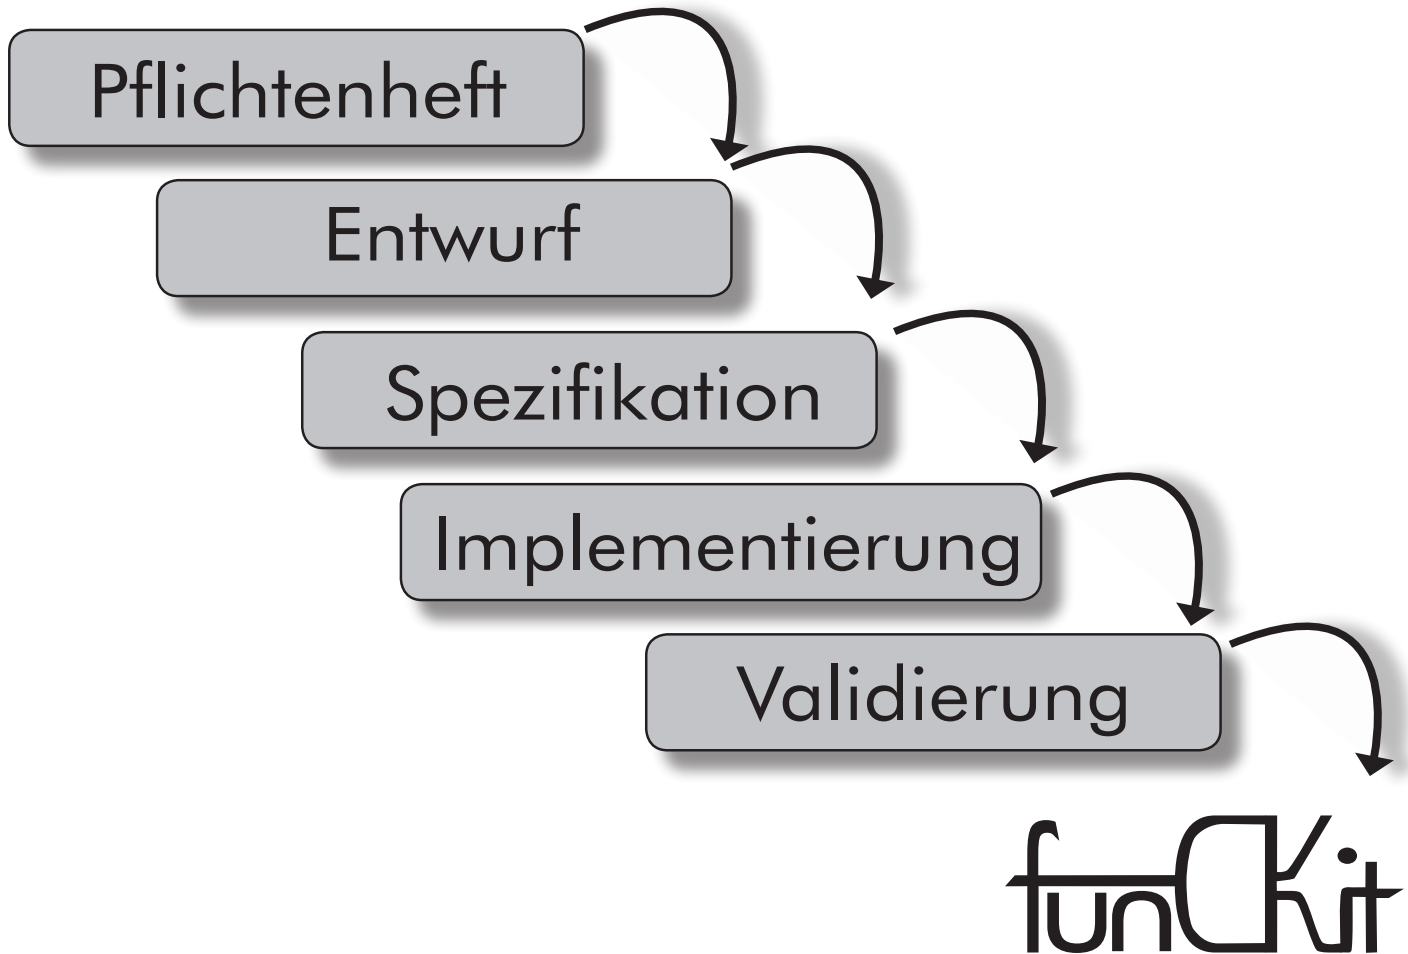 Pflichtenheft
Entwurf
Spezifikation
Implementierung
Validierung
funCKit